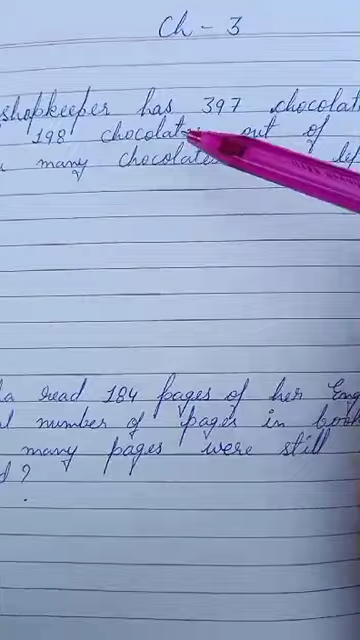 Ch - 3
shopkeeper has 397 chocolat
198 chocolat out of
many chocolates
read 184 pages of her Eng
number of pages in book
many pages were still
?